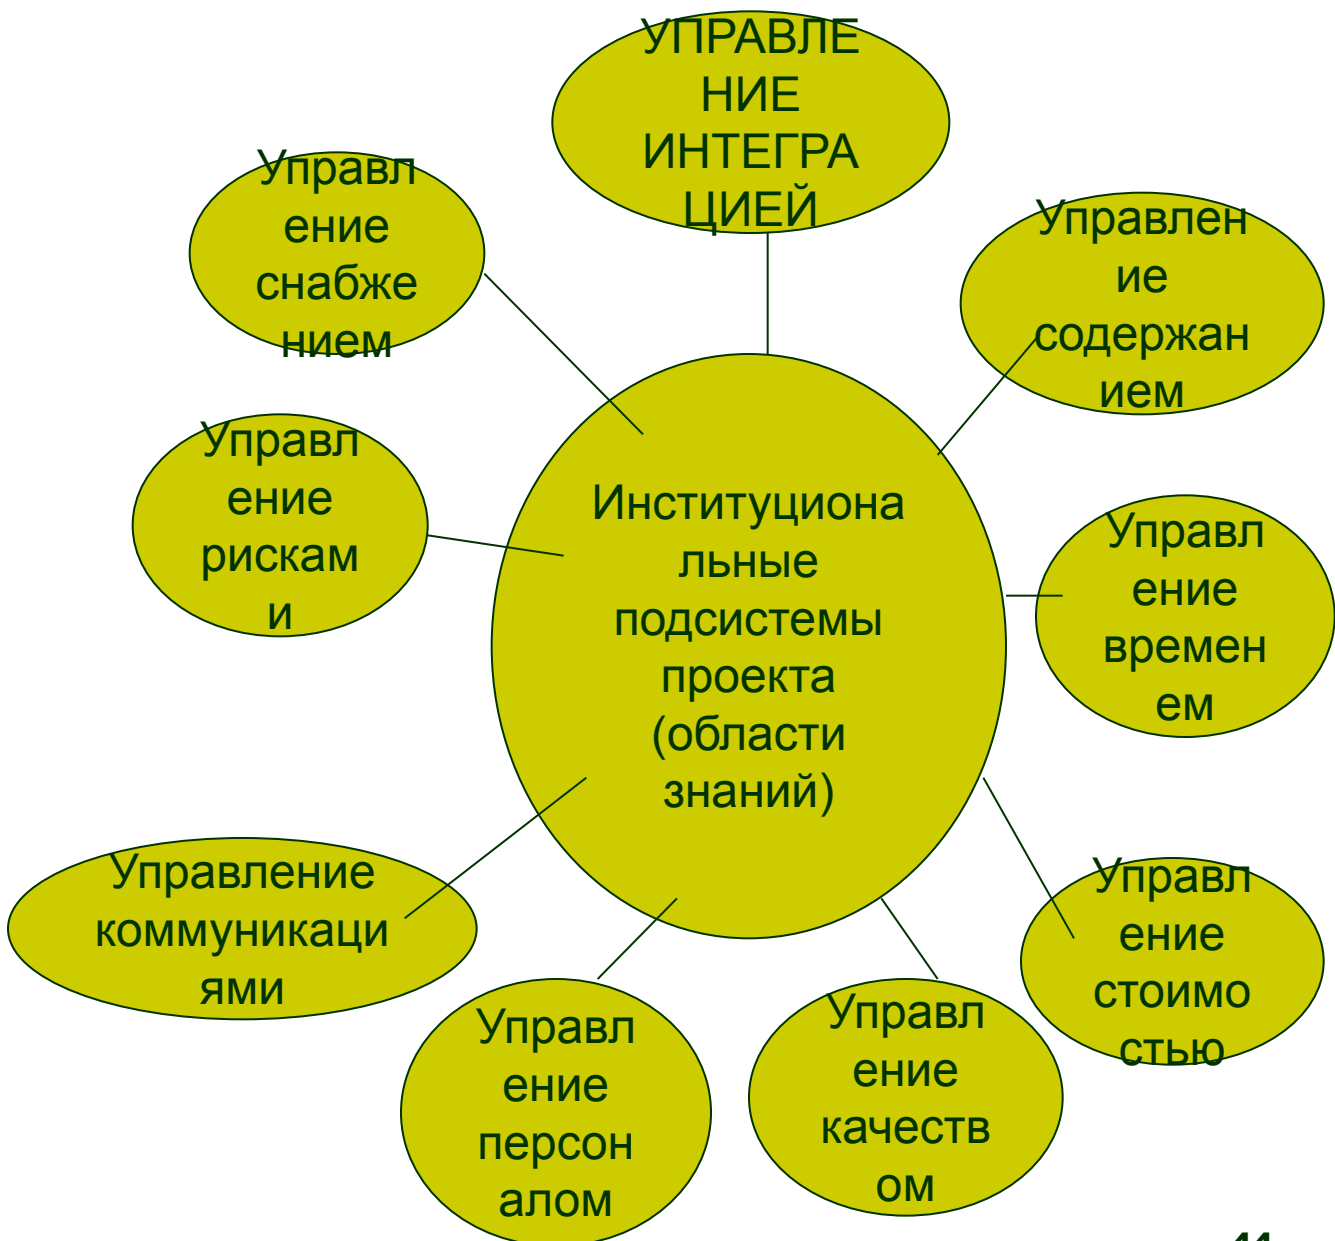 УПРАВЛЕ
НИЕ
ИНТЕГРА
ЦИЕЙ
Управл
ение
снабже
нием
Управлен
ие
содержан
ием
Управл
ение
рискам
и
Институциона
льные
подсистемы
проекта
(области
знаний)
Управл
ение
времен
ем
Управление
коммуникаци
ями
Управл
ение
стоимо
стью
Управл
ение
персон
алом
Управл
ение
качеств
ом